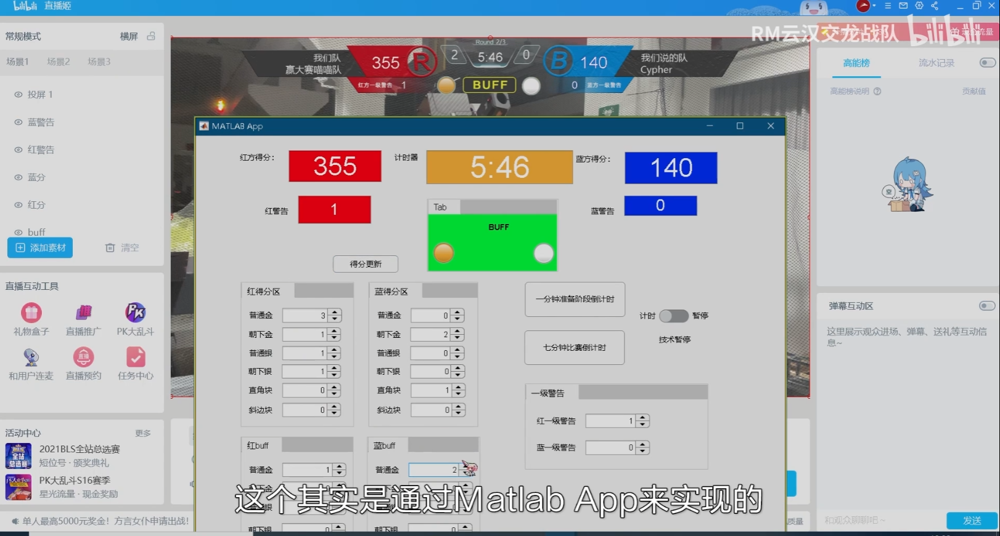 bilibili 直播姬
常规模式 横屏
场景1 场景2 场景3
投屏 1
蓝警告
红警告
蓝分
红分
buff
添加素材 清空
直播互动工具
礼物盒子 直播推广 PK大乱斗
和用户连麦 直播预约 任务中心
活动中心 更多
2021BLS全站总选赛
短位号 · 颁奖典礼
PK大乱斗S16赛季
星光流量 · 现金奖励
单人最高5000元奖金！方言女仆申请出战！
RM云汉交龙战队 bilibili
Round 2/3
我们队
赢大赛喵喵队
355 R 2 5:46 0 B 140
我们说的队
Cypher
红方一级警告 1 BUFF 0 蓝方一级警告
MATLAB App
红方得分： 355 计时器 5:46 蓝方得分： 140
红警告 1 蓝警告 0
Tab
BUFF
得分更新
红得分区
普通金 3
朝下金 1
普通银 1
朝下银 1
直角块 0
斜边块 0
蓝得分区
普通金 0
朝下金 2
普通银 0
朝下银 0
直角块 1
斜边块 0
一分钟准备阶段倒计时
七分钟比赛倒计时
计时 暂停
技术暂停
一级警告
红一级警告 1
蓝一级警告 0
红buff
普通金 1
朝下银 0
蓝buff
普通金 2
朝下银 0
这个其实是通过Matlab App来实现的
高能榜 流水记录
高能榜说明 贡献值
空
弹幕互动区
这里展示观众进场、弹幕、送礼等互动信
息~
质量
和观众聊聊吧~ 发送